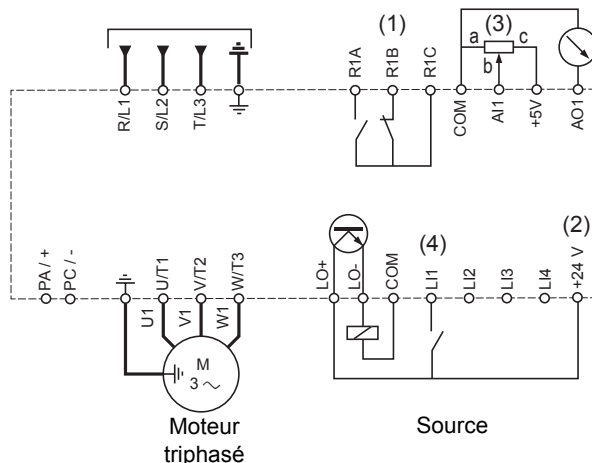 (1)
(3)
a
c
b
R/L1
S/L2
T/L3
R1A
R1B
R1C
COM
AI1
+5V
AO1
PA / +
PC / -
U/T1
V/T2
W/T3
U1
V1
W1
M
3 ~
Moteur
triphasé
LO+
LO-
COM
(4)
LI1
LI2
LI3
LI4
(2)
+24 V
Source